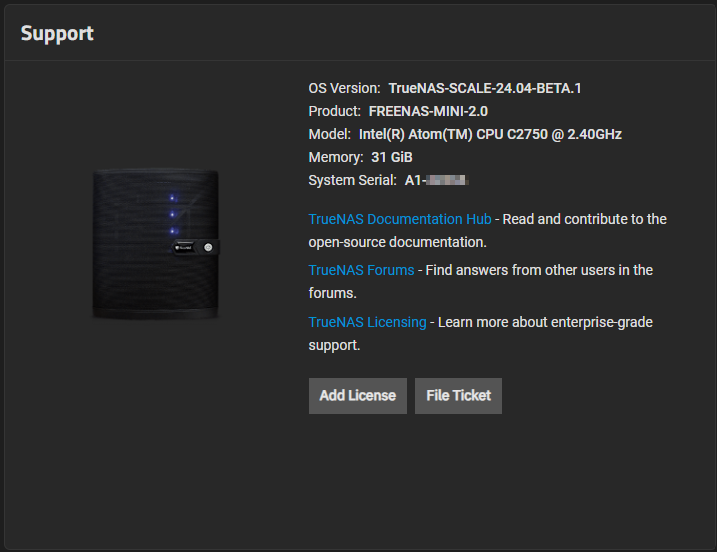 Support
OS Version: TrueNAS-SCALE-24.04-BETA.1
Product: FREENAS-MINI-2.0
Model: Intel(R) Atom(TM) CPU C2750 @ 2.40GHz
Memory: 31 GiB
System Serial: A1-
TrueNAS Documentation Hub - Read and contribute to the
open-source documentation.
TrueNAS Forums - Find answers from other users in the
forums.
TrueNAS Licensing - Learn more about enterprise-grade
support.
Add License File Ticket